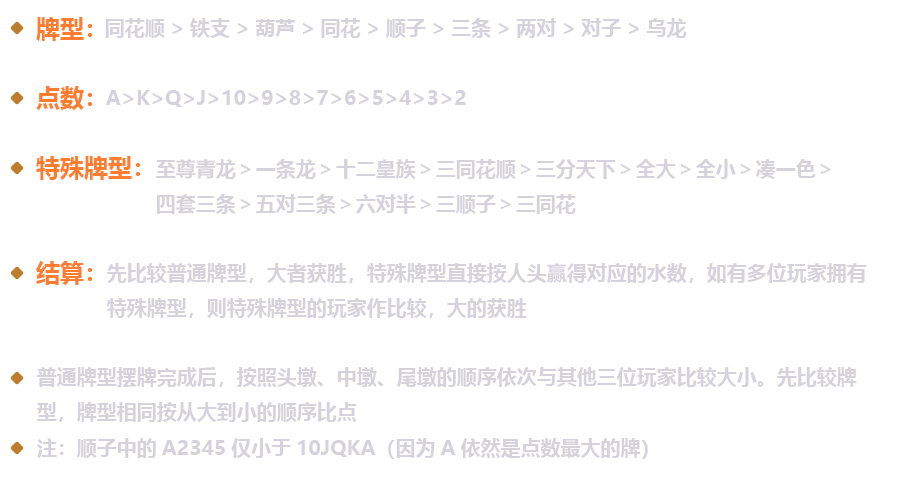 牌型：同花顺 > 铁支 > 葫芦 > 同花 > 顺子 > 三条 > 两对 > 对子 > 乌龙
点数：A>K>Q>J>10>9>8>7>6>5>4>3>2
特殊牌型：至尊青龙＞一条龙＞十二皇族＞三同花顺＞三分天下＞全大＞全小＞凑一色＞
四套三条＞五对三条＞六对半＞三顺子＞三同花
结算：先比较普通牌型，大者获胜，特殊牌型直接按人头赢得对应的水数，如有多位玩家拥有
特殊牌型，则特殊牌型的玩家作比较，大的获胜
普通牌型摆牌完成后，按照头墩、中墩、尾墩的顺序依次与其他三位玩家比较大小。先比较牌
型，牌型相同按从大到小的顺序比点
注：顺子中的 A2345 仅小于 10JQKA（因为 A 依然是点数最大的牌）